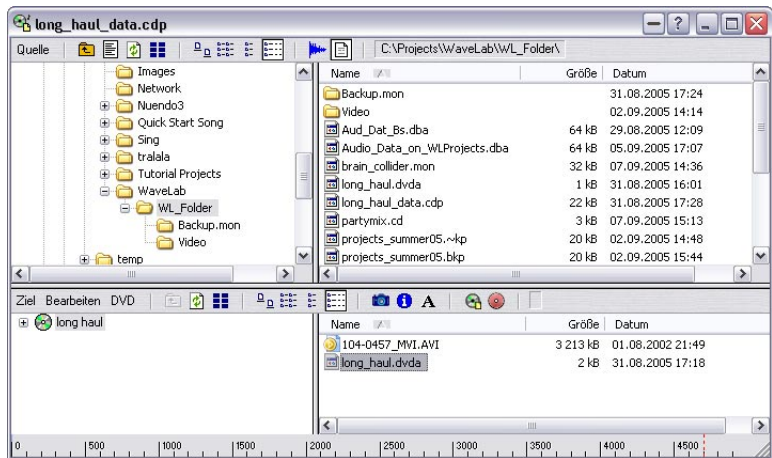 long_haul_data.cdp
Quelle C:\Projects\WaveLab\WL_Folder\
Images
Network
Nuendo3
Quick Start Song
Sing
tralala
Tutorial Projects
WaveLab
WL_Folder
Backup.mon
Video
temp
Name Größe Datum
Backup.mon 31.08.2005 17:24
Video 02.09.2005 14:14
Aud_Dat_Bs.dba 64 kB 29.08.2005 12:09
Audio_Data_on_WLProjects.dba 64 kB 05.09.2005 17:07
brain_collider.mon 32 kB 07.09.2005 14:36
long_haul.dvda 1 kB 31.08.2005 16:01
long_haul_data.cdp 22 kB 31.08.2005 17:28
partymix.cd 3 kB 07.09.2005 15:13
projects_summer05.~kp 20 kB 02.09.2005 14:48
projects_summer05.bkp 20 kB 02.09.2005 15:44
Ziel Bearbeiten DVD A
long haul
Name Größe Datum
104-0457_MVI.AVI 3 213 kB 01.08.2002 21:49
long_haul.dvda 2 kB 31.08.2005 17:18
0 500 1000 1500 2000 2500 3000 3500 4000 4500